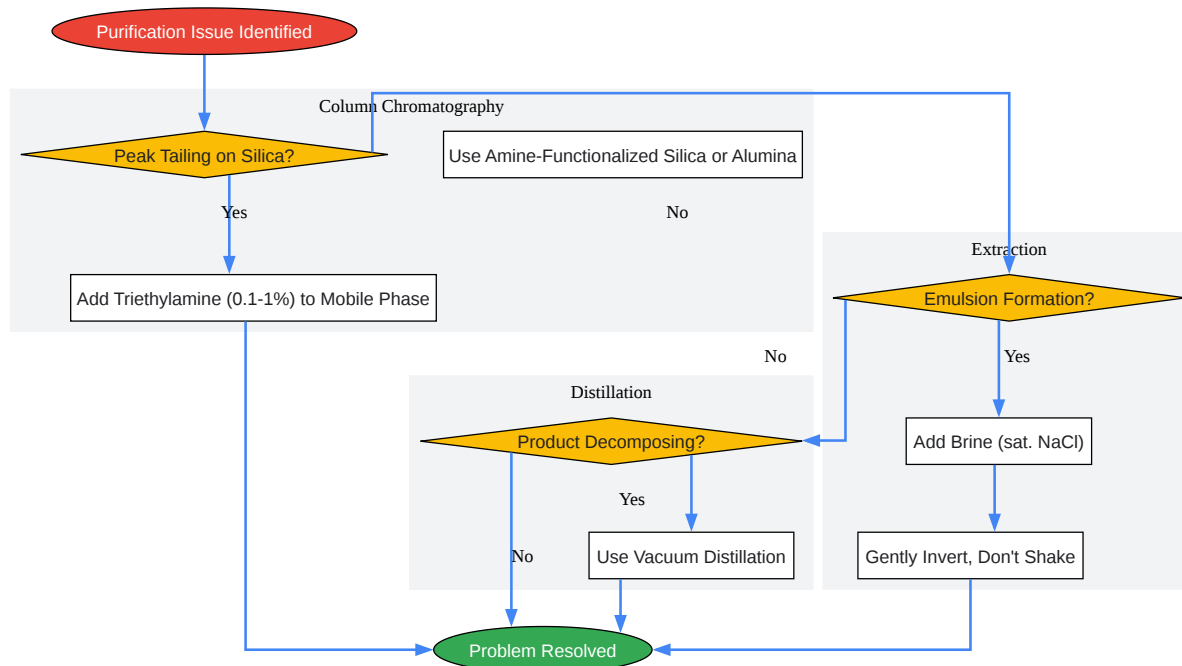 Purification Issue Identified
Column Chromatography
Peak Tailing on Silica?
Use Amine-Functionalized Silica or Alumina
Yes
No
Extraction
Add Triethylamine (0.1-1%) to Mobile Phase
Emulsion Formation?
No
Yes
Distillation
Product Decomposing?
Add Brine (sat. NaCl)
Yes
No
Use Vacuum Distillation
Gently Invert, Don't Shake
Problem Resolved